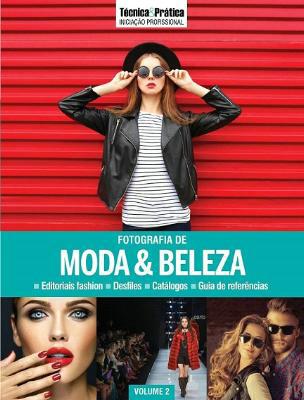 Técnica&Prática
INICIAÇÃO PROFISSIONAL
FOTOGRAFIA DE
MODA & BELEZA
■ Editoriais fashion ■ Desfiles ■ Catálogos ■ Guia de referências
VOLUME 2